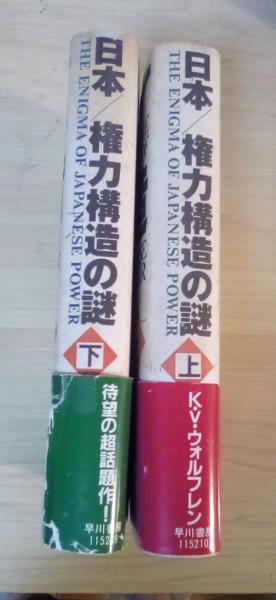 日本/権力構造の謎
THE ENIGMA OF JAPANESE POWER
下
待望の超話題作!
早川書房
日本/権力構造の謎
THE ENIGMA OF JAPANESE POWER
上
K.v.ウォルフレン
早川書房
115210